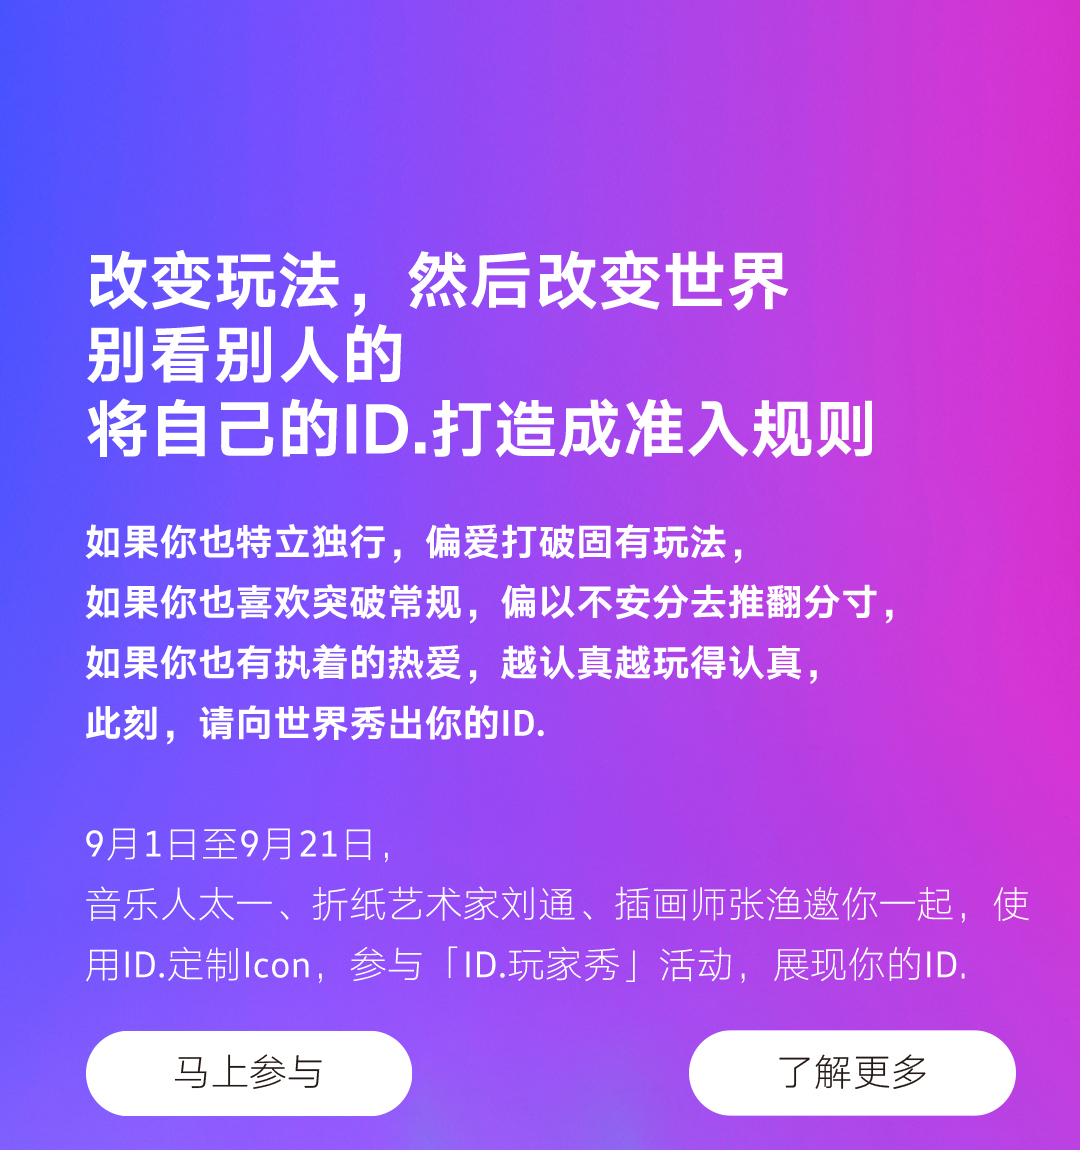 改变玩法，然后改变世界
别看别人的
将自己的ID.打造成准入规则
如果你也特立独行，偏爱打破固有玩法，
如果你也喜欢突破常规，偏以不安分去推翻分寸，
如果你也有执着的热爱，越认真越玩得认真，
此刻，请向世界秀出你的ID.
9月1日至9月21日，
音乐人太一、折纸艺术家刘通、插画师张渔邀你一起，使
用ID.定制Icon，参与「ID.玩家秀」活动，展现你的ID.
马上参与
了解更多